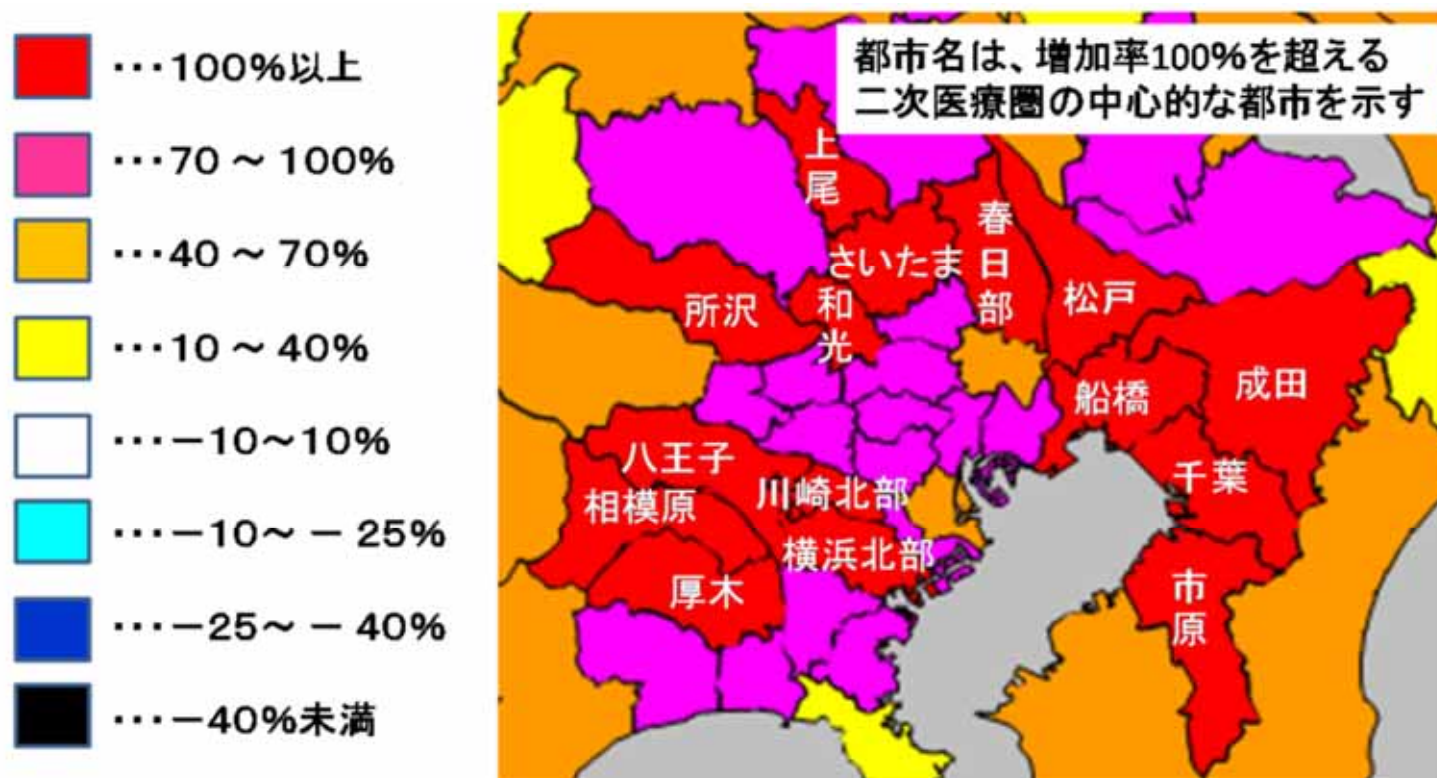 ･･･100%以上
･･･70 ~ 100%
･･･40 ~ 70%
･･･10 ~ 40%
･･･－10~10%
･･･－10~ － 25%
･･･－25~ － 40%
･･･－40%未満
都市名は、増加率100%を超える
二次医療圏の中心的な都市を示す
上尾
春日部
さいたま
和光
所沢
松戸
船橋
成田
八王子
川崎北部
千葉
相模原
横浜北部
厚木
市原